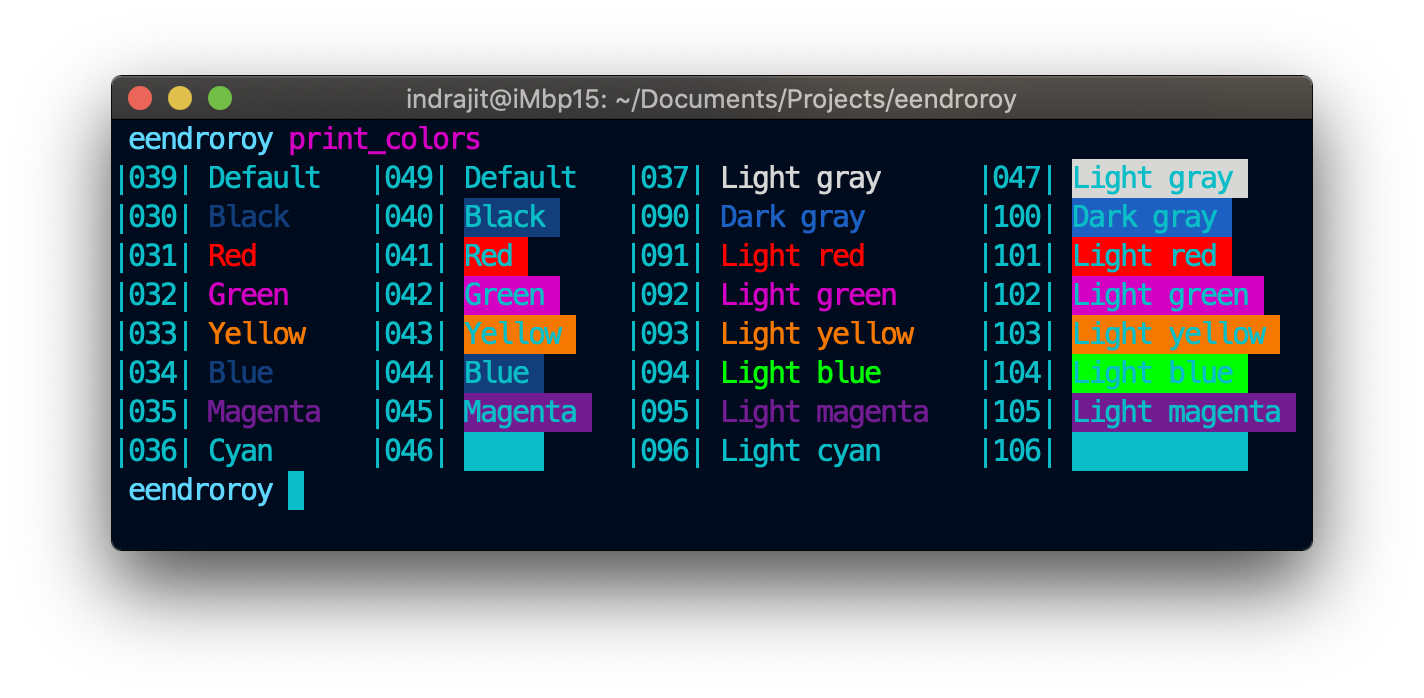 indrajit@iMbp15: ~/Documents/Projects/eendroroy
eendroroy print_colors
|039| Default |049| Default |037| Light gray |047| Light gray
|030| Black |040| Black |090| Dark gray |100| Dark gray
|031| Red |041| Red |091| Light red |101| Light red
|032| Green |042| Green |092| Light green |102| Light green
|033| Yellow |043| Yellow |093| Light yellow |103| Light yellow
|034| Blue |044| Blue |094| Light blue |104| Light blue
|035| Magenta |045| Magenta |095| Light magenta |105| Light magenta
|036| Cyan |046| |096| Light cyan |106|
eendroroy